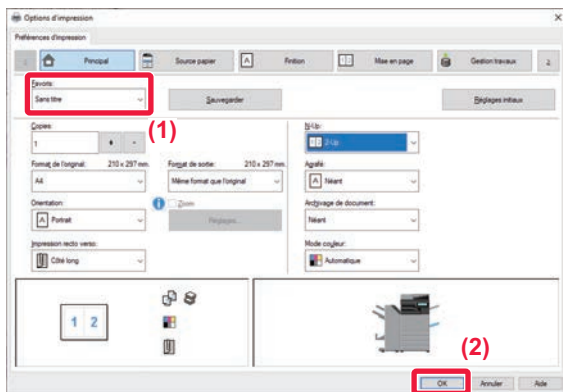 Options d'impression
Préférences d'impression
Principal
Source papier
Finition
Mise en page
Gestion travaux
Favoris:
Sans titre
Sauvegarder
Réglages initiaux
(1)
Copies:
1
N-Up:
2-Up
Format de l'original:
210 x 297 mm.
Format de sortie:
210 x 297 mm.
Agrafé:
A4
Même format que l'original
Néant
Orientation:
Zoom
Archivage de document:
Portrait
Réglages...
Néant
Impression recto verso:
Mode couleur:
Côté long
Automatique
1 2
(2)
OK
Annuler
Aide